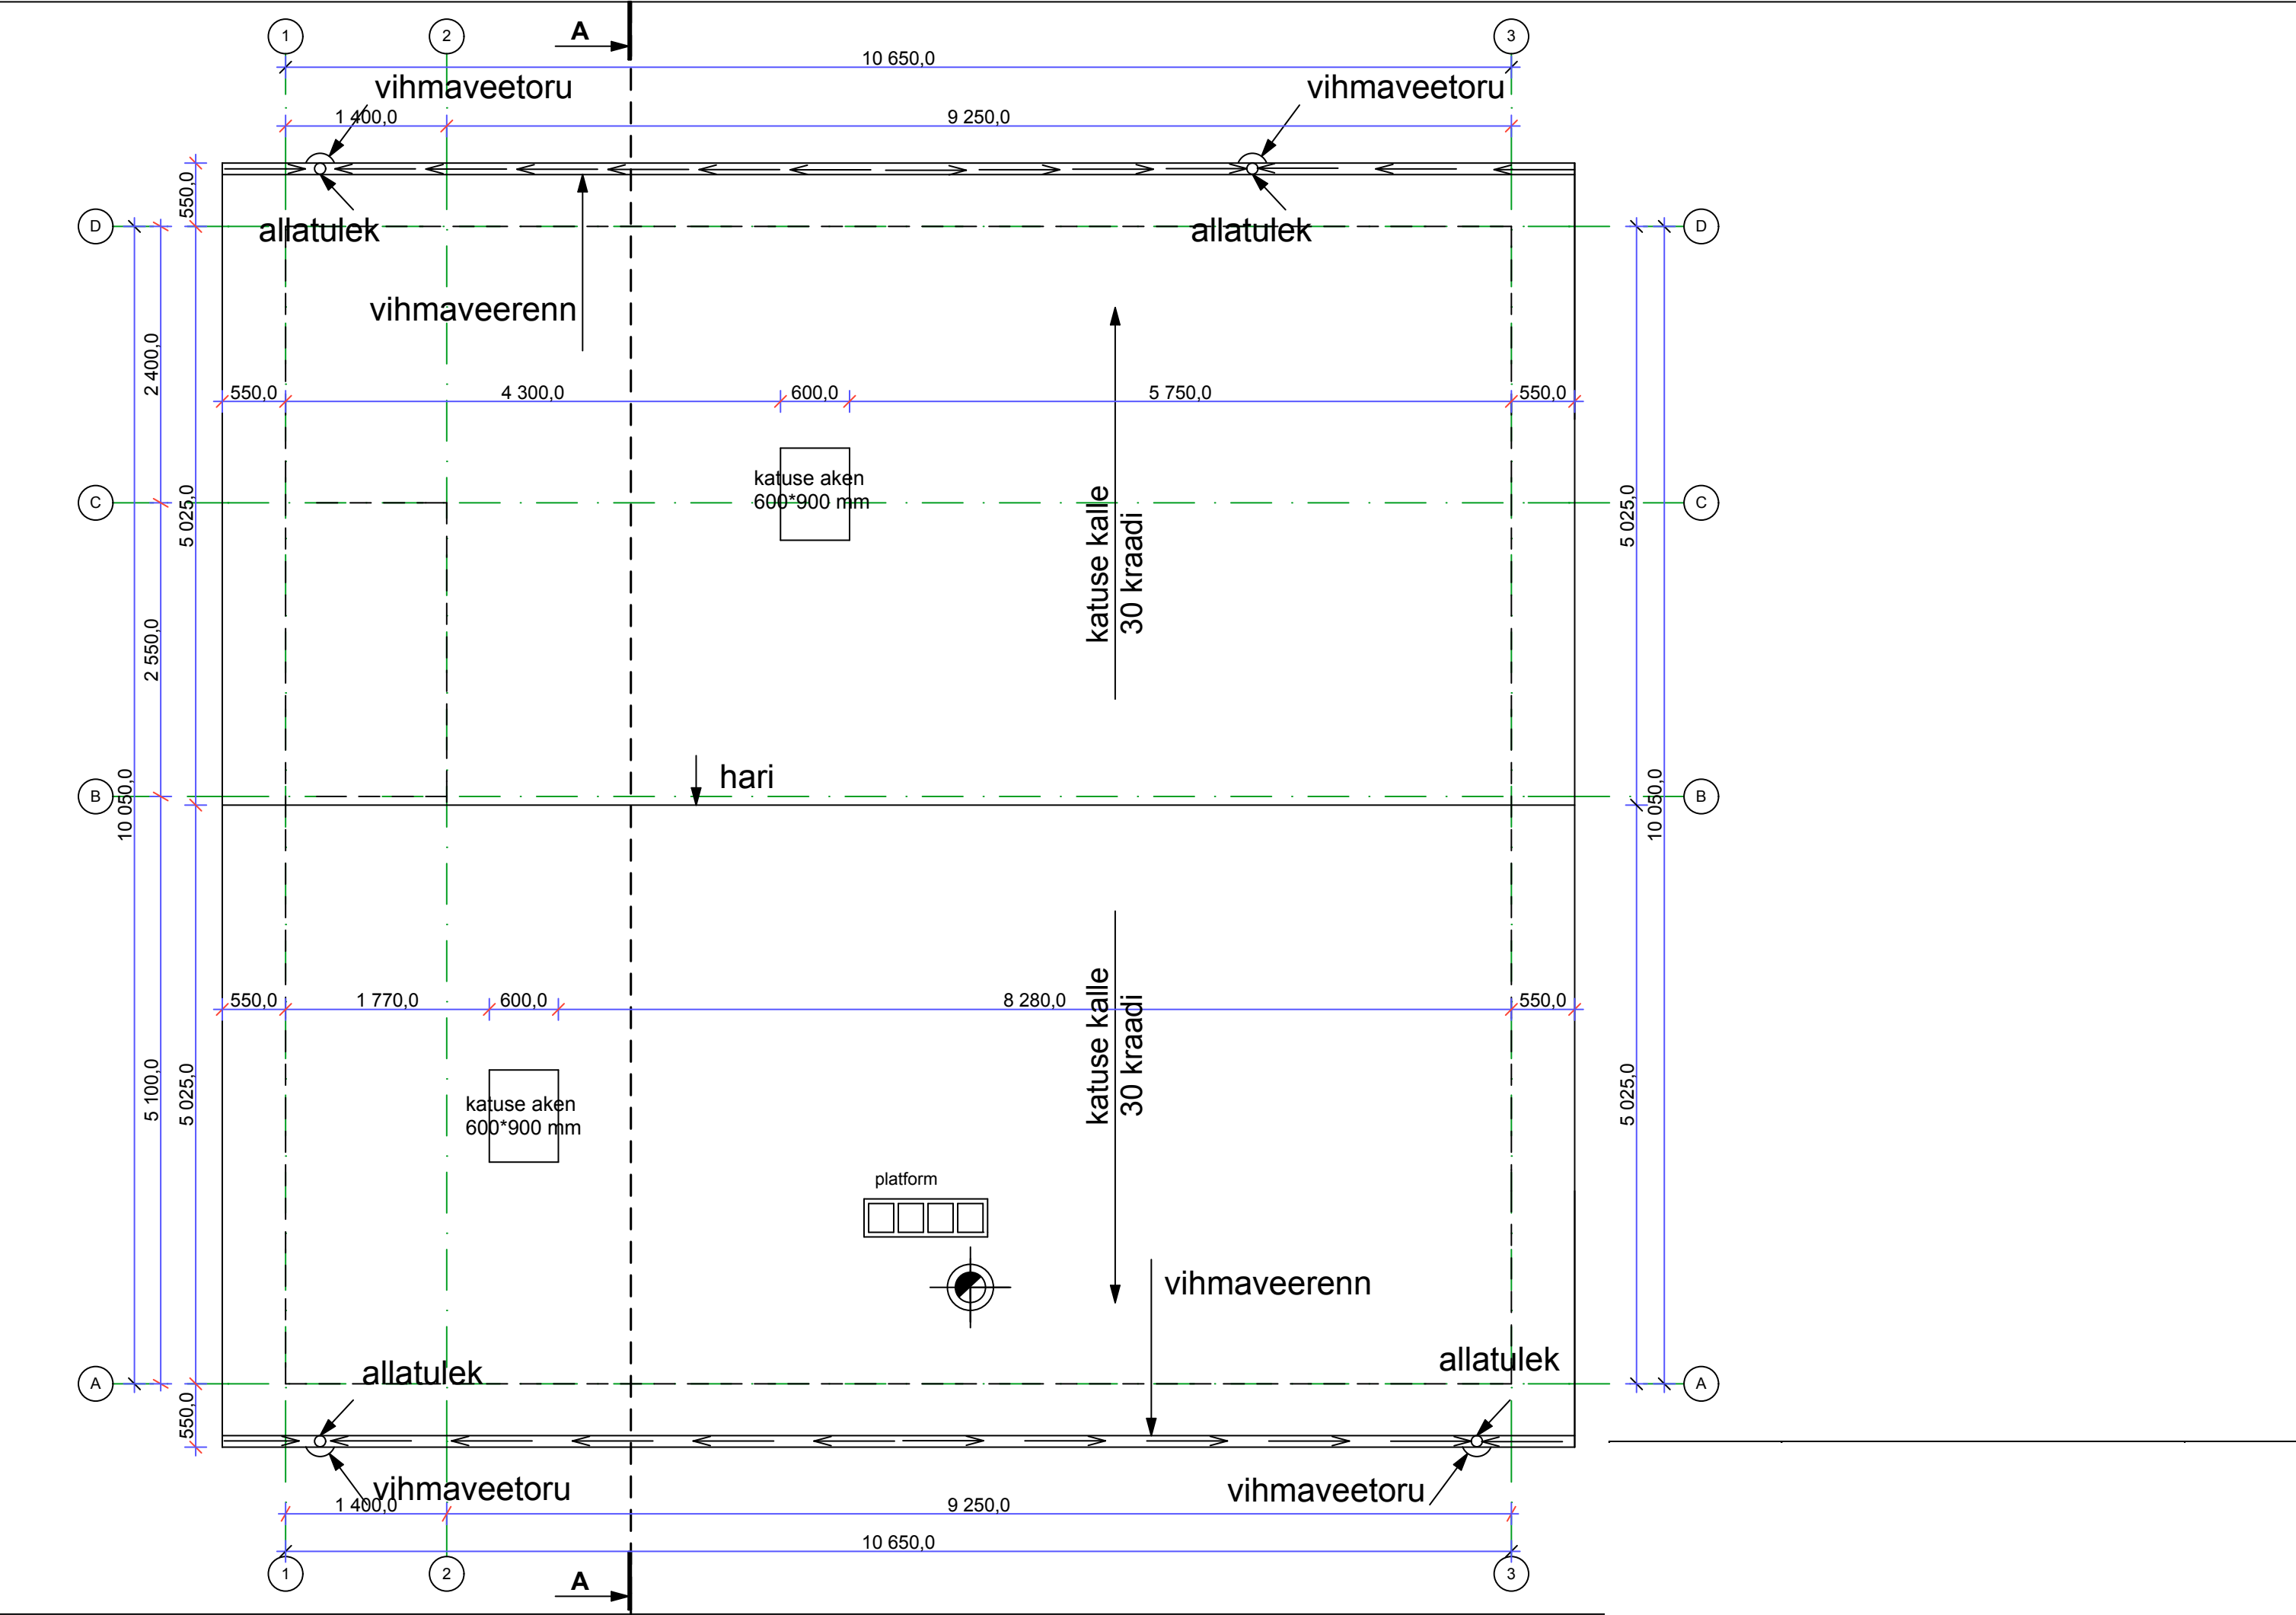 1
2
A
3
10 650,0
vihmaveetoru
vihmaveetoru
1 400,0
9 250,0
550,0
D
allatulek
allatulek
D
vihmaveerenn
2 400,0
550,0
4 300,0
600,0
5 750,0
550,0
katuse aken
600*900 mm
C
5 025,0
katuse kalle
30 kraadi
5 025,0
C
2 550,0
hari
B
10 050,0
10 050,0
B
550,0
1 770,0
600,0
8 280,0
550,0
katuse kalle
30 kraadi
5 100,0
5 025,0
5 025,0
katuse aken
600*900 mm
platform
vihmaveerenn
allatulek
allatulek
A
A
550,0
vihmaveetoru
vihmaveetoru
1 400,0
9 250,0
10 650,0
1
2
A
3